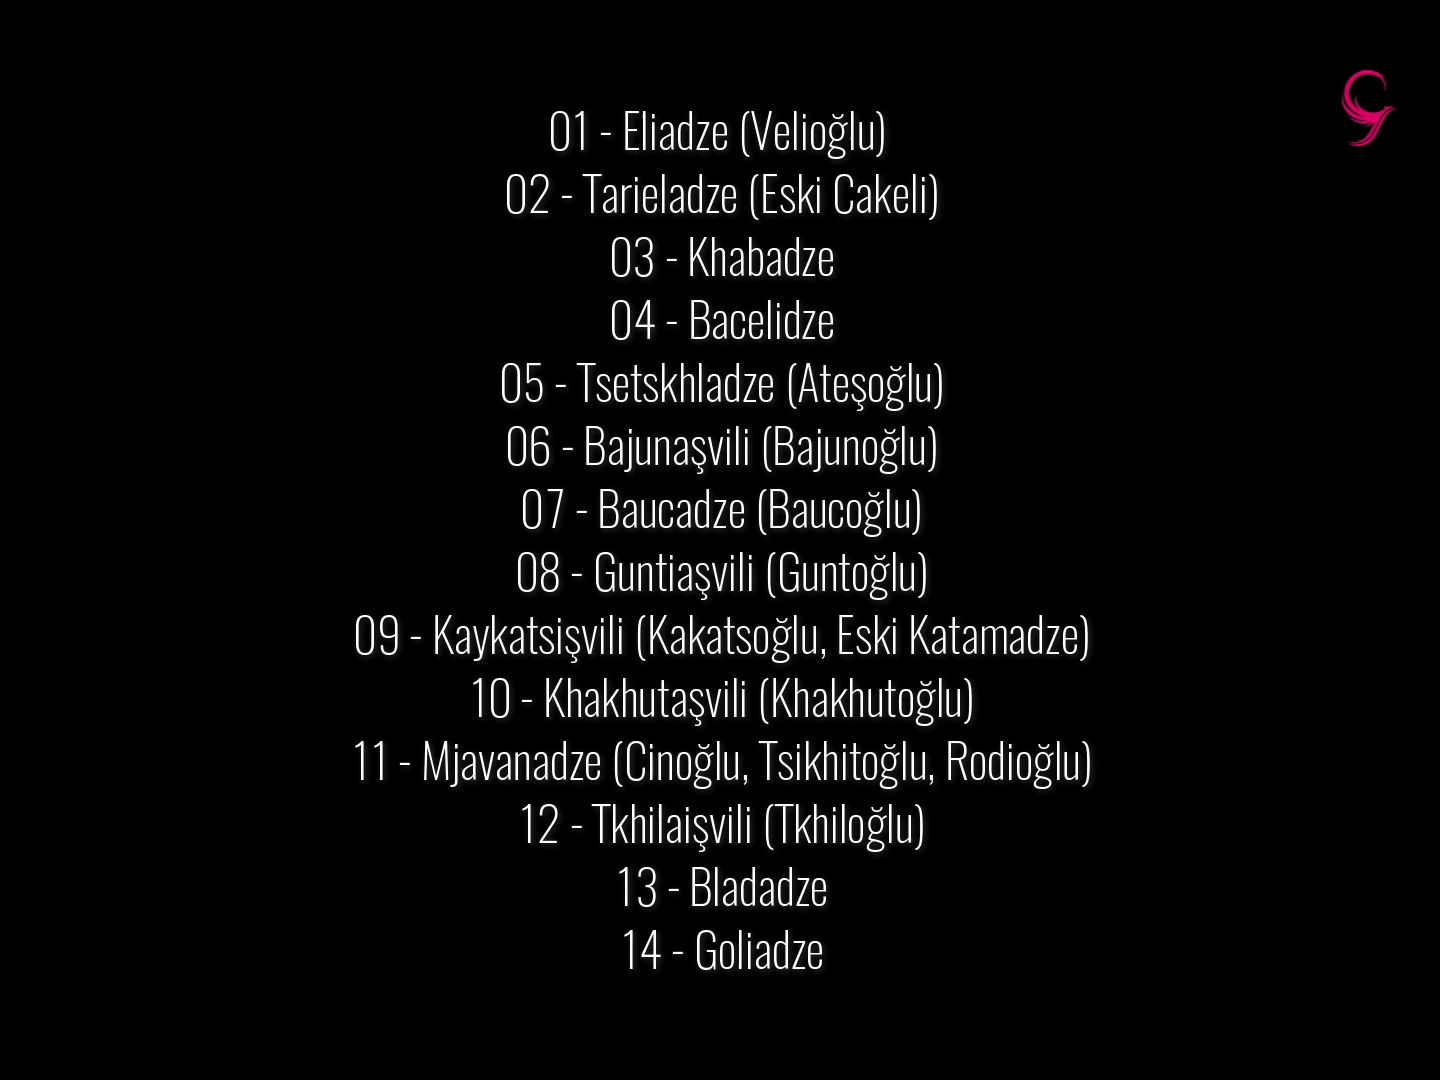 01 - Eliadze (Velioğlu)
02 - Tarieladze (Eski Cakeli)
03 - Khabadze
04 - Bacelidze
05 - Tsetskhladze (Ateşoğlu)
06 - Bajunaşvili (Bajunoğlu)
07 - Baucadze (Baucoğlu)
08 - Guntiaşvili (Guntoğlu)
09 - Kaykatsişvili (Kakatsoğlu, Eski Katamadze)
10 - Khakhutaşvili (Khakhutoğlu)
11 - Mjavanadze (Cinoğlu, Tsikhitoğlu, Rodioğlu)
12 - Tkhilaişvili (Tkhiloğlu)
13 - Bladadze
14 - Goliadze